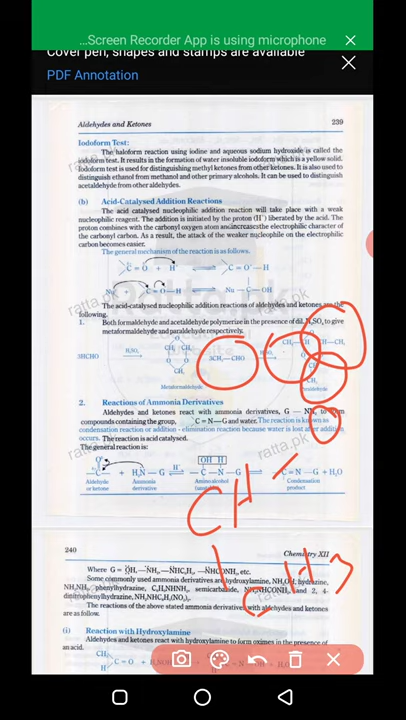 ...Screen Recorder App is using microphone
Cover pen, shapes and stamps are available
PDF Annotation
Aldehydes and Ketones 239
Iodoform Test:
The haloform reaction using iodine and aqueous sodium hydroxide is called the
iodoform test. It results in the formation of water insoluble iodoform which is a yellow solid.
Iodoform test is used for distinguishing methyl ketones from other ketones. It is also used to
distinguish ethanol from methanol and other primary alcohols. It can be used to distinguish
acetaldehyde from other aldehydes.
(b) Acid-Catalysed Addition Reactions
The acid catalysed nucleophilic addition reaction will take place with a weak
nucleophilic reagent. The addition is initiated by the proton (H⁺) liberated by the acid. The
proton combines with the carbonyl oxygen atom and increases the electrophilic character
of the carbonyl carbon. As a result, the attack of the weaker nucleophile on the electrophilic
carbon becomes easier.
The general mechanism of the reaction is as follows.
C=O + H⁺ ⇌ C=O⁺—H
Nu⁻ + C=O—H ⇌ Nu—C—OH
The acid-catalysed nucleophilic addition reactions of aldehydes and ketones are the
following.
1. Both formaldehyde and acetaldehyde polymerize in the presence of dil. H₂SO₄ to give
metaformaldehyde and paraldehyde respectively.
3HCHO H₂SO₄ CH₂ CH₂ 3CH₃—CHO H₂SO₄
Metaformaldehyde Paraldehyde
2. Reactions of Ammonia Derivatives
Aldehydes and ketones react with ammonia derivatives, G — NH₂ to form
compounds containing the group, C = N—G and water. The reaction is known as
condensation reaction or addition - elimination reaction because water is lost after addition
occurs. The reaction is acid catalysed.
The general reaction is:
C + H₂N—G H⁺ —C—N—G ⇌ C=N—G + H₂O
Aldehyde Ammonia Condensation
or ketone derivative product
CH -
CH3
240 Chemistry XII
Some commonly used ammonia derivatives are hydroxylamine, NH₂OH, hydrazine,
NH₂NH₂, phenylhydrazine, C₆H₅NHNH₂, semicarbazide, NH₂NHCONH₂ and 2, 4-
dinitrophenylhydrazine, NH₂NHC₆H₃(NO₂)₂.
The reactions of the above stated ammonia derivatives with aldehydes and ketones
are as follow.
(i) Reaction with Hydroxylamine
Aldehydes and ketones react with hydroxylamine to form oximes in the presence of
an acid.